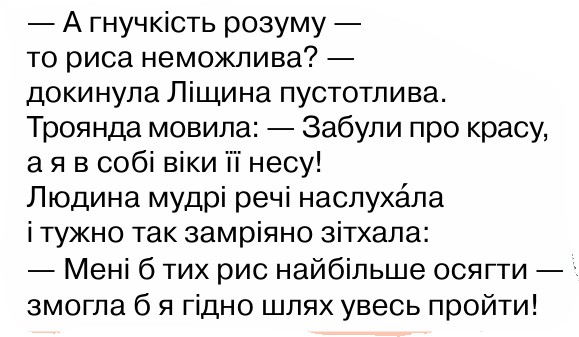 — А гнучкість розуму —
то риса неможлива? —
докинула Ліщина пустотлива.
Троянда мовила: — Забули про красу,
а я в собі віки її несу!
Людина мудрі речі наслуха́ла
і тужно так замріяно зітхала:
— Мені б тих рис найбільше осягти —
змогла б я гідно шлях увесь пройти!